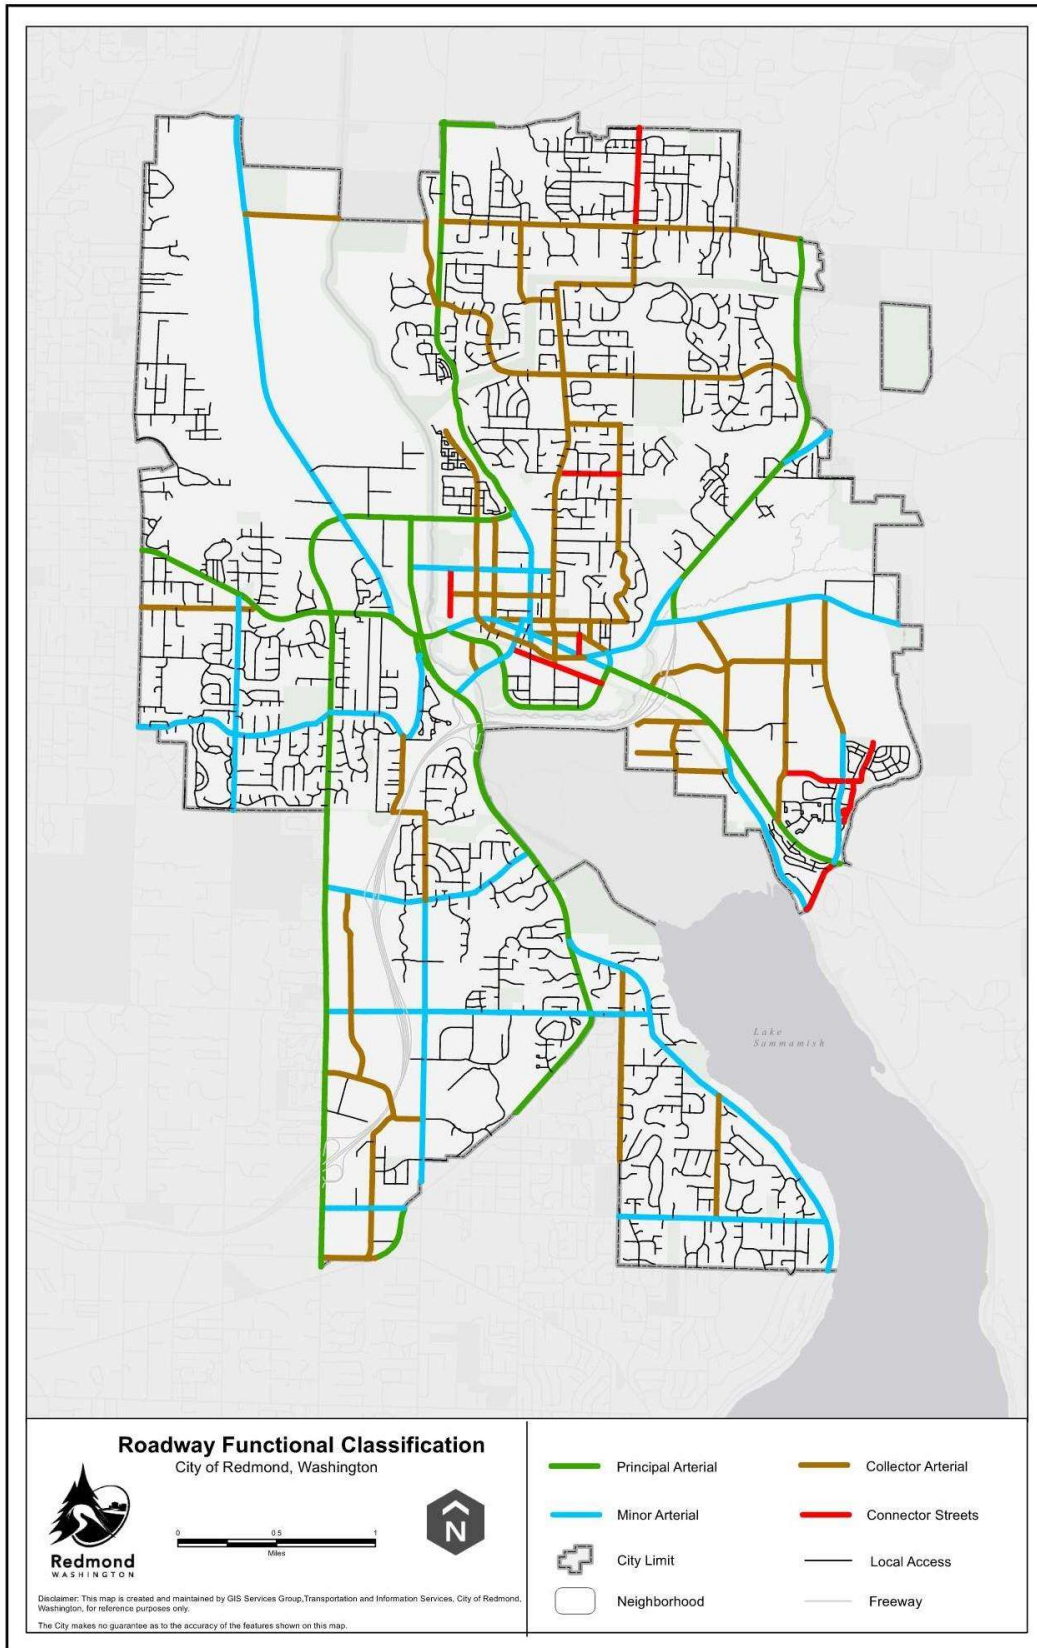 Lake
Sammamish
Roadway Functional Classification
City of Redmond, Washington
0 0.5 1
Miles
N
Redmond
WASHINGTON
Disclaimer: This map is created and maintained by GIS Services Group,Transportation and Information Services, City of Redmond,
Washington, for reference purposes only.
The City makes no guarantee as to the accuracy of the features shown on this map.
Principal Arterial
Collector Arterial
Minor Arterial
Connector Streets
City Limit
Local Access
Neighborhood
Freeway